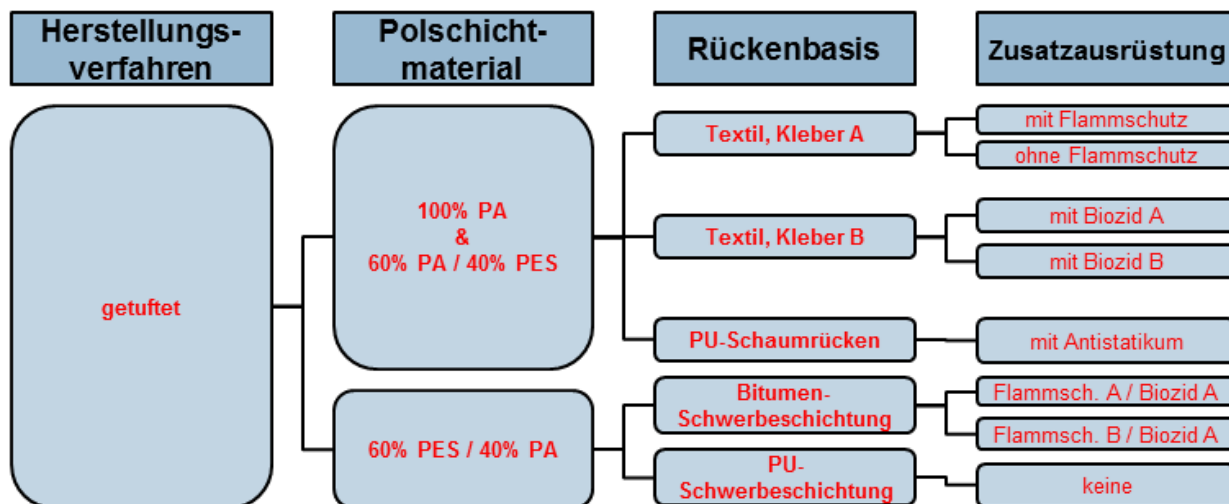 Herstellungs-
verfahren
Polschicht-
material
Rückenbasis
Zusatzausrüstung
getuftet
100% PA
&
60% PA / 40% PES
60% PES / 40% PA
Textil, Kleber A
Textil, Kleber B
PU-Schaumrücken
Bitumen-
Schwerbeschichtung
PU-
Schwerbeschichtung
mit Flammschutz
ohne Flammschutz
mit Biozid A
mit Biozid B
mit Antistatikum
Flammsch. A / Biozid A
Flammsch. B / Biozid A
keine